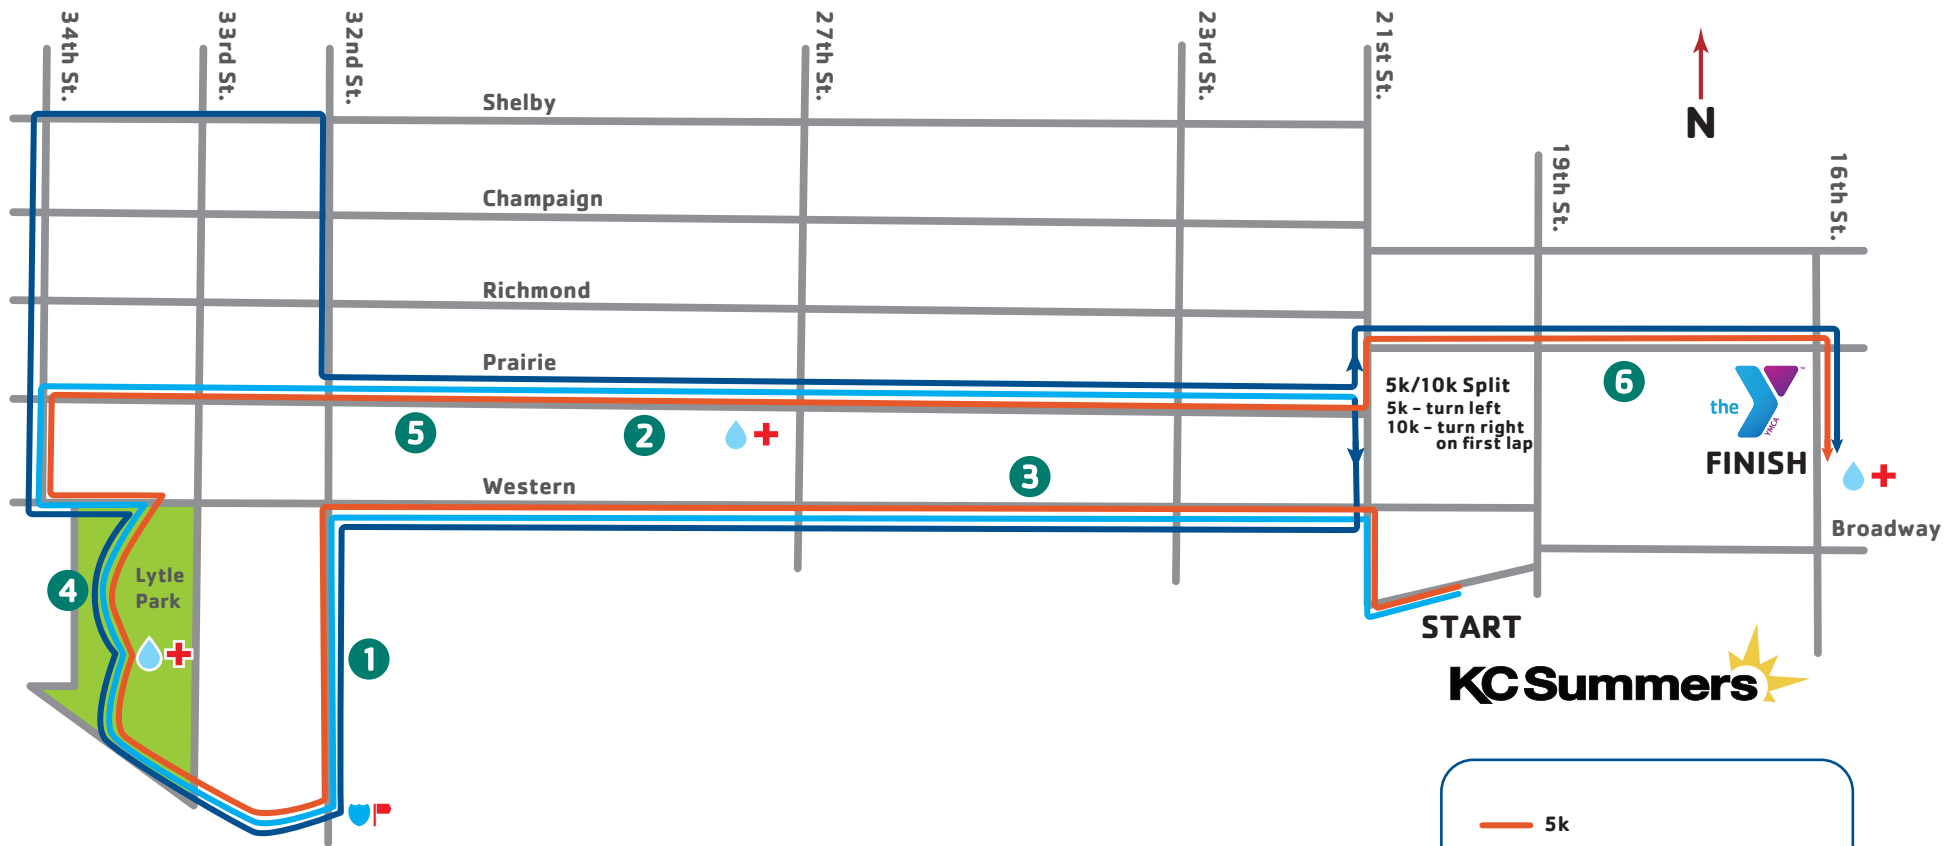 34th St.
33rd St.
32nd St.
27th St.
23rd St.
21st St.
19th St.
16th St.
N
Shelby
Champaign
Richmond
Prairie
5k/10k Split
5k – turn left
10k – turn right
on first lap
6
the
YMCA
™
FINISH
5
2
3
Western
Broadway
4
Lytle
Park
1
START
KC Summers
5k